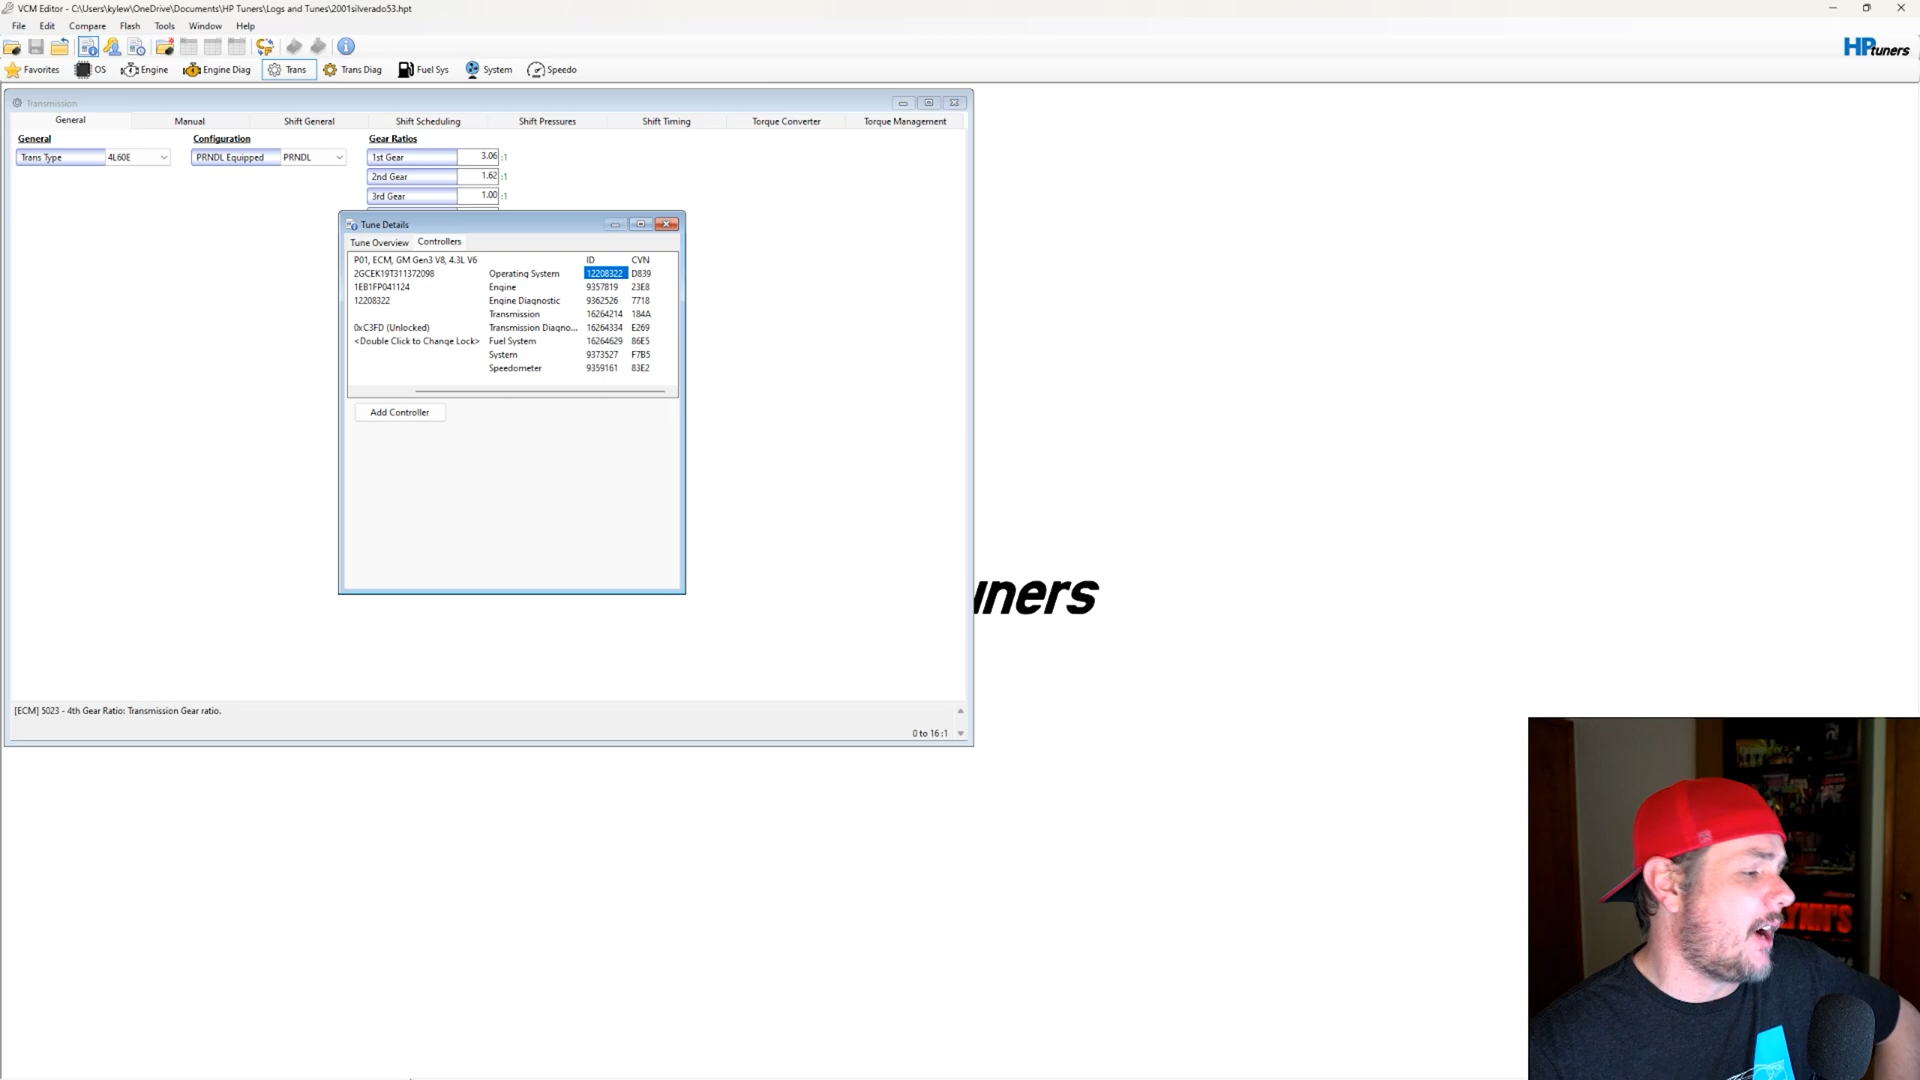 VCM Editor - C:\Users\kylew\OneDrive\Documents\HP Tuners\Logs and Tunes\2001silverado53.hpt
File Edit Compare Flash Tools Window Help
HPtuners
Favorites OS Engine Engine Diag Trans Trans Diag Fuel Sys System Speedo
Transmission
General Manual Shift General Shift Scheduling Shift Pressures Shift Timing Torque Converter Torque Management
General Configuration Gear Ratios
Trans Type 4L60E PRNDL Equipped PRNDL 1st Gear 3.06 :1
2nd Gear 1.62 :1
3rd Gear 1.00 :1
Tune Details
Tune Overview Controllers
P01, ECM, GM Gen3 V8, 4.3L V6 ID CVN
2GCEK19T311372098 Operating System 12208322 D839
1EB1FP041124 Engine 9357819 23E8
12208322 Engine Diagnostic 9362526 7718
Transmission 16264214 184A
0xC3FD (Unlocked) Transmission Diagno... 16264334 E269
<Double Click to Change Lock> Fuel System 16264629 86E5
System 9373527 F7B5
Speedometer 9359161 83E2
Add Controller
uners
[ECM] 5023 - 4th Gear Ratio: Transmission Gear ratio.
0 to 16 :1